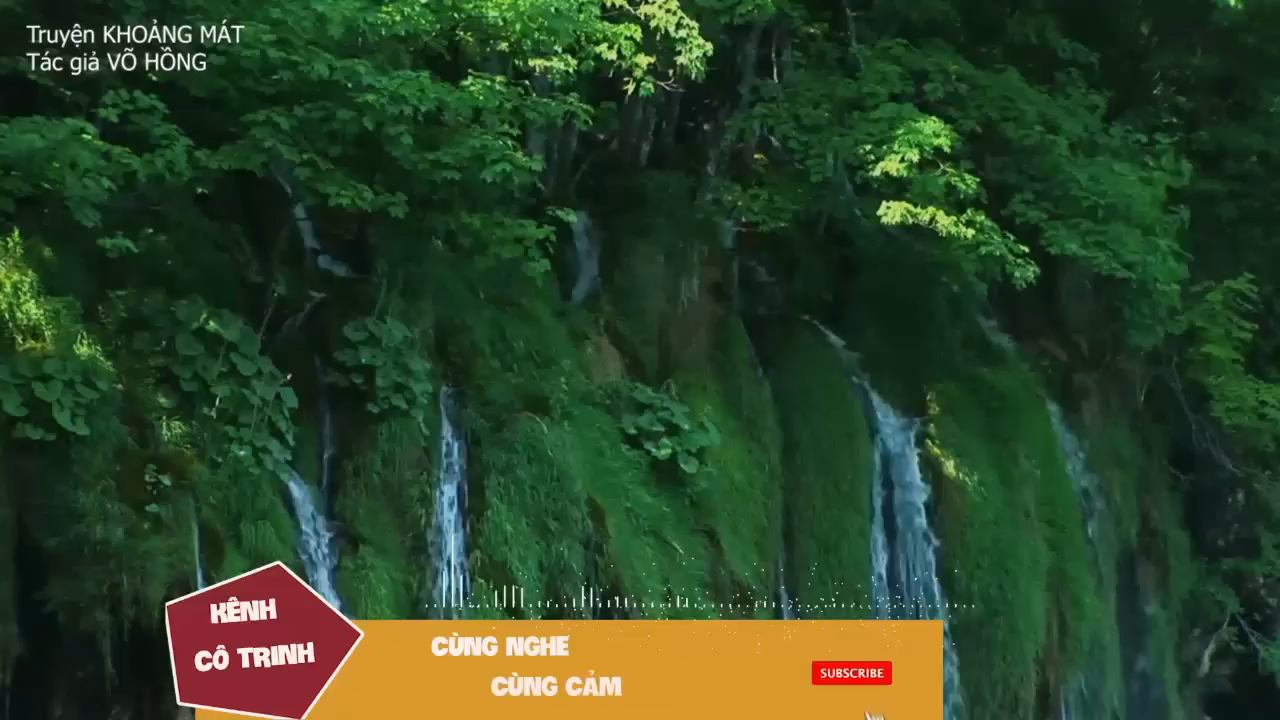 Truyện KHOẢNG MÁT
Tác giả VÕ HỒNG
KÊNH
CÔ TRINH
CÙNG NGHE
CÙNG CẢM
SUBSCRIBE